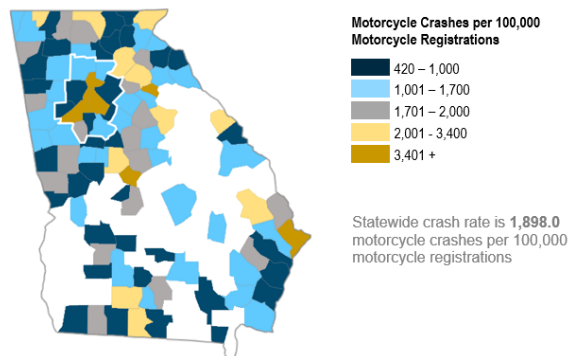 Motorcycle Crashes per 100,000
Motorcycle Registrations
420 – 1,000
1,001 – 1,700
1,701 – 2,000
2,001 - 3,400
3,401 +
Statewide crash rate is 1,898.0
motorcycle crashes per 100,000
motorcycle registrations